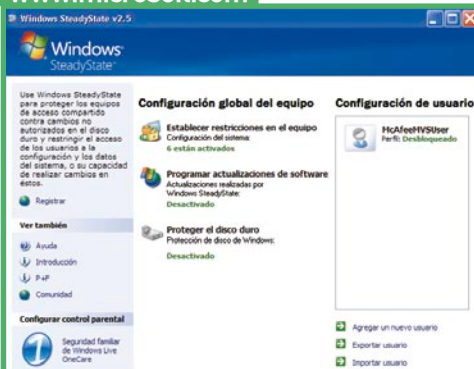 Windows SteadyState v2.5
Windows
SteadyState
Use Windows SteadyState
para proteger los equipos
de acceso compartido
contra cambios no
autorizados en el disco
duro y restringir el acceso
de los usuarios a la
configuración y los datos
del sistema, o su capacidad
de realizar cambios en
éstos.
Registrar
Ver también
Ayuda
Introducción
P+F
Comunidad
Configurar control parental
Seguridad familiar
de Windows Live
OneCare
Configuración global del equipo
Establecer restricciones en el equipo
Configuración del sistema:
6 están activados
Programar actualizaciones de software
Actualizaciones realizadas por
Windows SteadyState:
Desactivado
Proteger el disco duro
Protección de disco de Windows:
Desactivado
Configuración de usuario
McAfeeMVSUser
Perfil: Desbloqueado
Agregar un nuevo usuario
Exportar usuario
Importar usuario